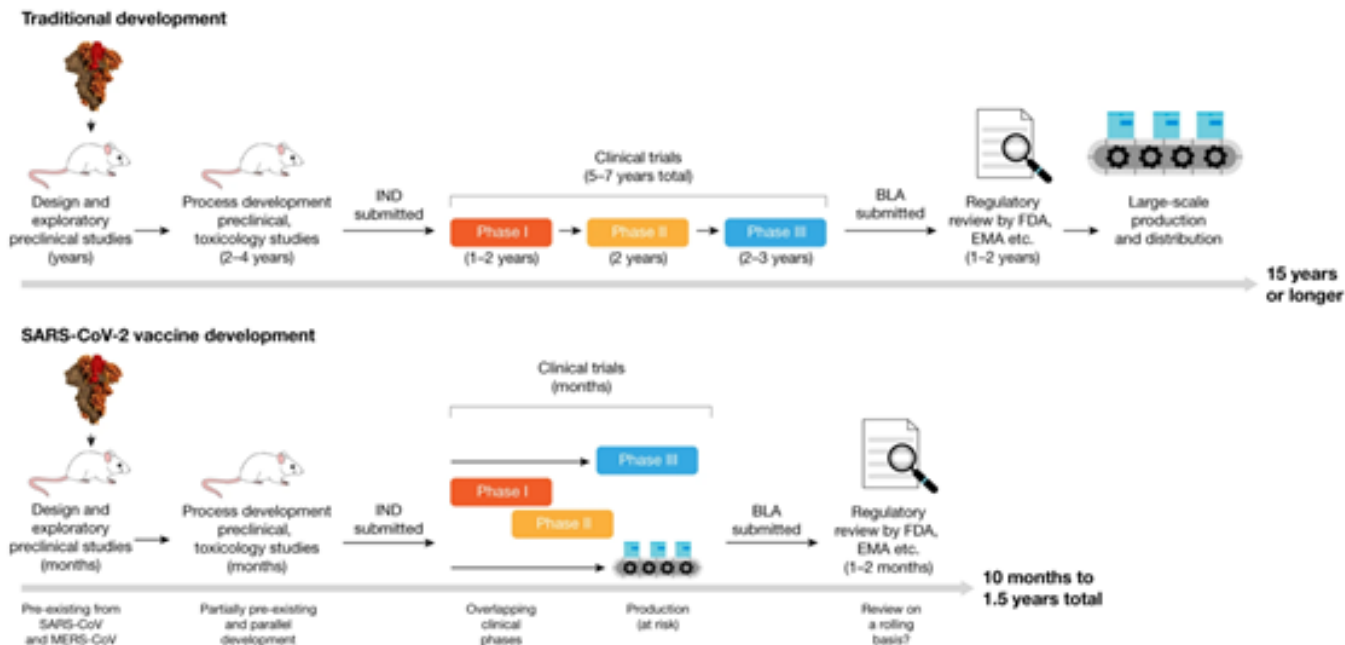 Traditional development
Clinical trials
(5–7 years total)
Design and
exploratory
preclinical studies
(years)
Process development
preclinical,
toxicology studies
(2–4 years)
IND
submitted
Phase I
(1–2 years)
Phase II
(2 years)
Phase III
(2–3 years)
BLA
submitted
Regulatory
review by FDA,
EMA etc.
(1–2 years)
Large-scale
production
and distribution
15 years
or longer
SARS-CoV-2 vaccine development
Clinical trials
(months)
Design and
exploratory
preclinical studies
(months)
Process development
preclinical,
toxicology studies
(months)
IND
submitted
Phase III
Phase I
Phase II
BLA
submitted
Regulatory
review by FDA,
EMA etc.
(1–2 months)
10 months to
1.5 years total
Pre-existing from
SARS-CoV
and MERS-CoV
Partially pre-existing
and parallel
development
Overlapping
clinical
phases
Production
(at risk)
Review on
a rolling
basis?